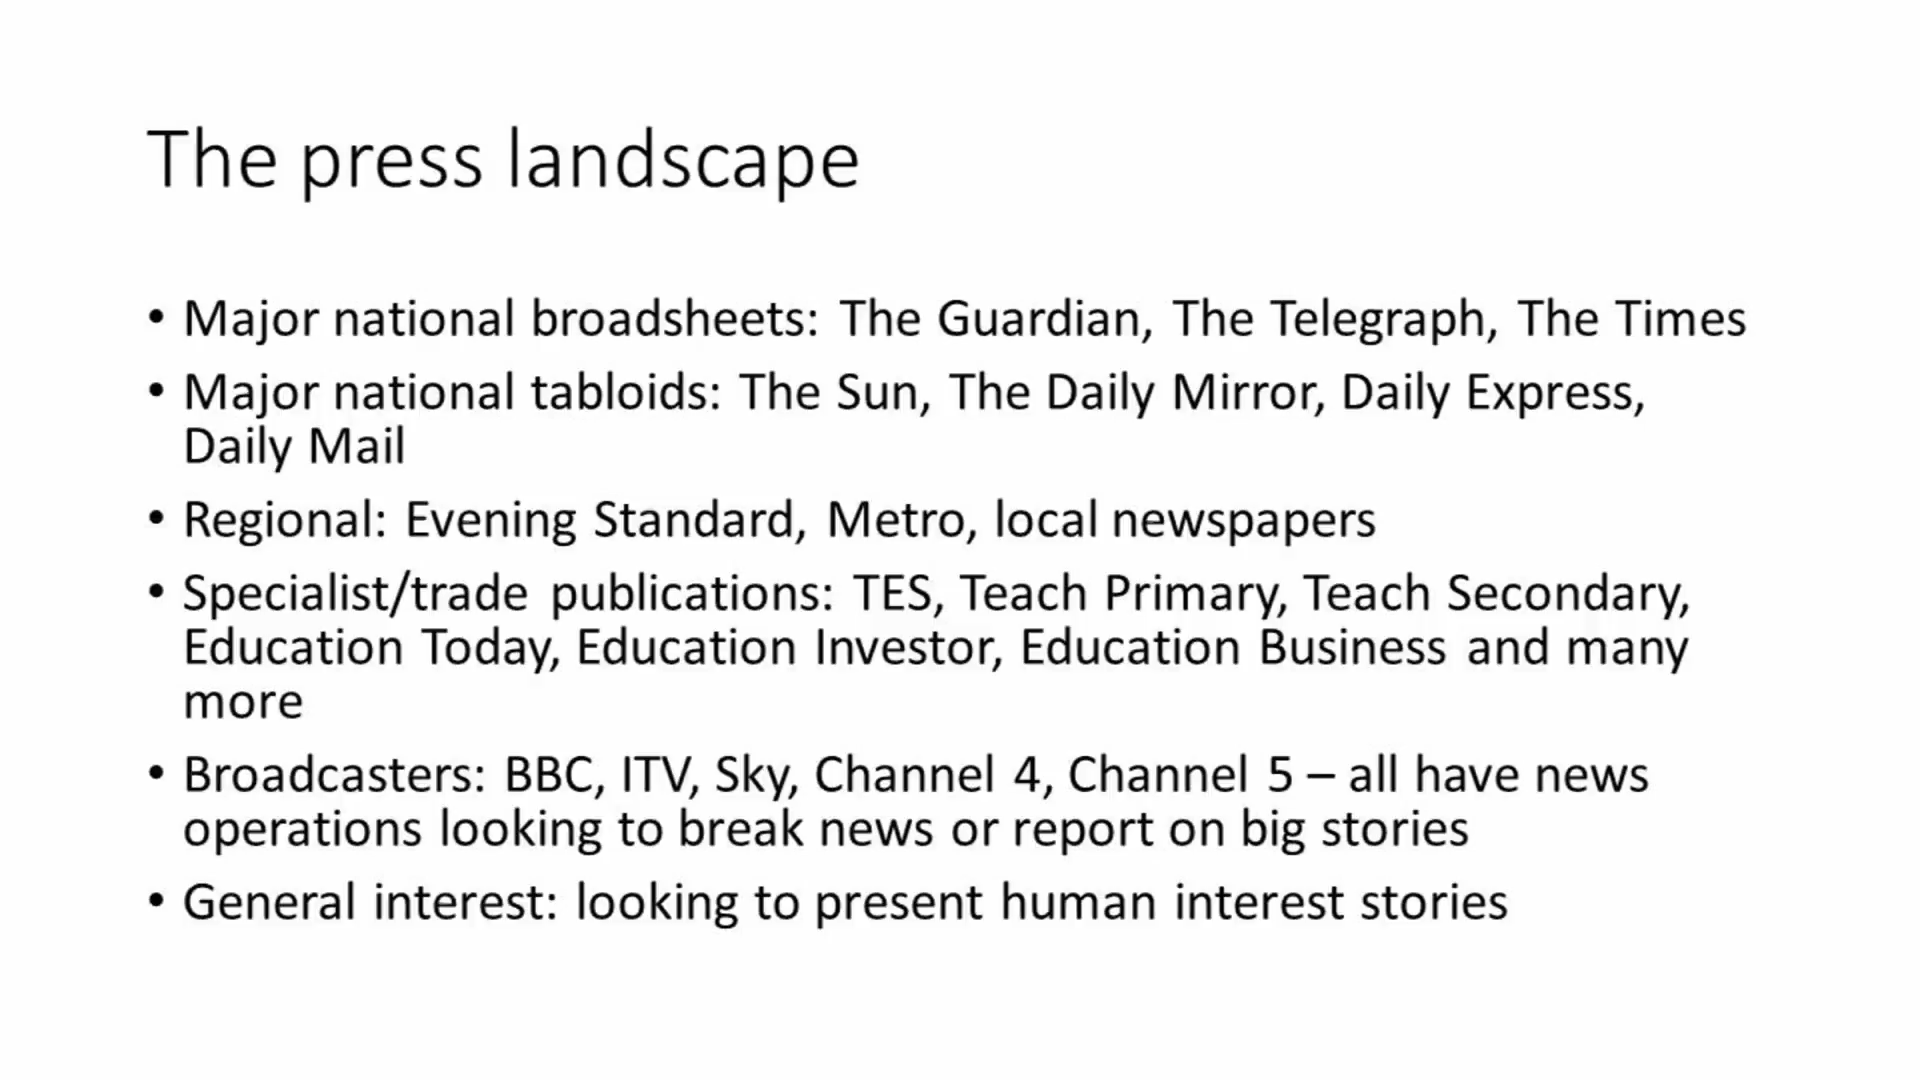 The press landscape
• Major national broadsheets: The Guardian, The Telegraph, The Times
• Major national tabloids: The Sun, The Daily Mirror, Daily Express,
Daily Mail
• Regional: Evening Standard, Metro, local newspapers
• Specialist/trade publications: TES, Teach Primary, Teach Secondary,
Education Today, Education Investor, Education Business and many
more
• Broadcasters: BBC, ITV, Sky, Channel 4, Channel 5 – all have news
operations looking to break news or report on big stories
• General interest: looking to present human interest stories